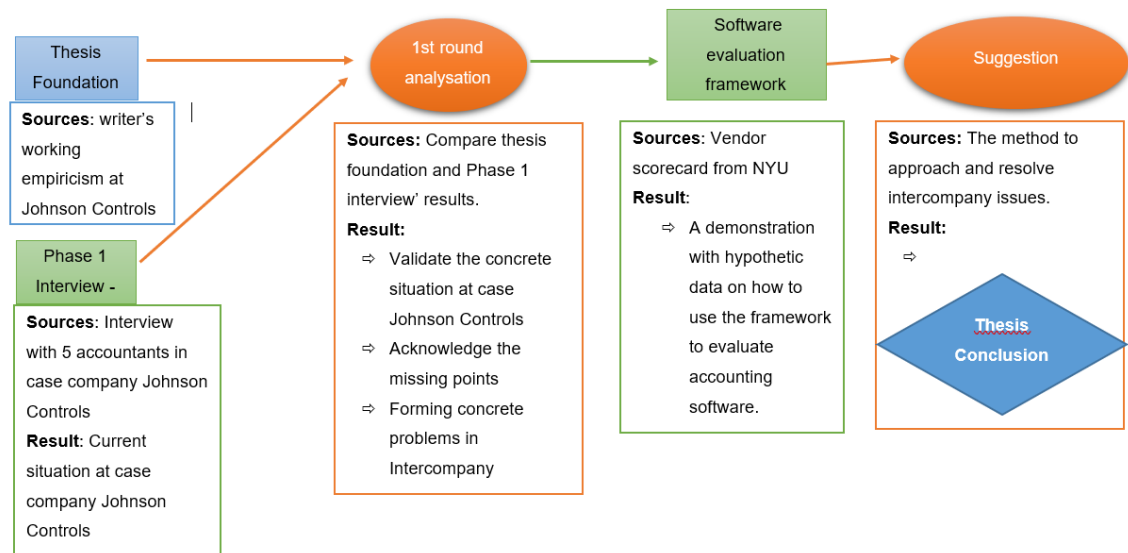 Thesis
Foundation
Sources: writer's
working
empiricism at
Johnson Controls
Phase 1
Interview -
Sources: Interview
with 5 accountants in
case company Johnson
Controls
Result: Current
situation at case
company Johnson
Controls
1st round
analysation
Sources: Compare thesis
foundation and Phase 1
interview' results.
Result:
⇨ Validate the concrete
situation at case
Johnson Controls
⇨ Acknowledge the
missing points
⇨ Forming concrete
problems in
Intercompany
Software
evaluation
framework
Sources: Vendor
scorecard from NYU
Result:
⇨ A demonstration
with hypothetic
data on how to
use the framework
to evaluate
accounting
software.
Suggestion
Sources: The method to
approach and resolve
intercompany issues.
Result:
⇨
Thesis
Conclusion